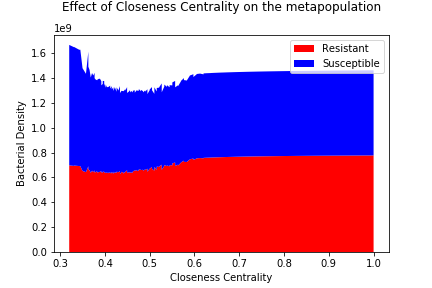 Effect of Closeness Centrality on the metapopulation
1e9
Resistant
Susceptible
1.6
1.4
1.2
1.0
0.8
0.6
0.4
0.2
0.0
Bacterial Density
0.3 0.4 0.5 0.6 0.7 0.8 0.9 1.0
Closeness Centrality